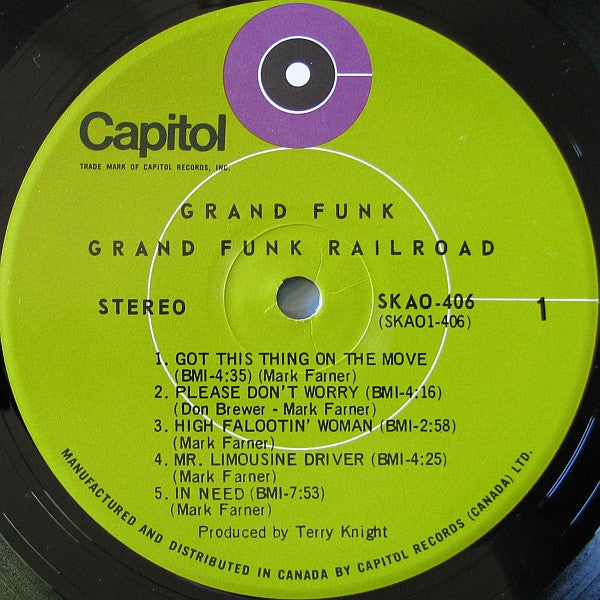 Capitol
TRADE MARK OF CAPITOL RECORDS, INC.
GRAND FUNK
GRAND FUNK RAILROAD
STEREO
SKAO-406
(SKAO1-406)
1
1. GOT THIS THING ON THE MOVE
(BMI-4:35) (Mark Farner)
2. PLEASE DON'T WORRY (BMI-4:16)
(Don Brewer - Mark Farner)
3. HIGH FALOOTIN' WOMAN (BMI-2:58)
(Mark Farner)
4. MR. LIMOUSINE DRIVER (BMI-4:25)
(Mark Farner)
5. IN NEED (BMI-7:53)
(Mark Farner)
Produced by Terry Knight
MANUFACTURED AND DISTRIBUTED IN CANADA BY CAPITOL RECORDS (CANADA) LTD.